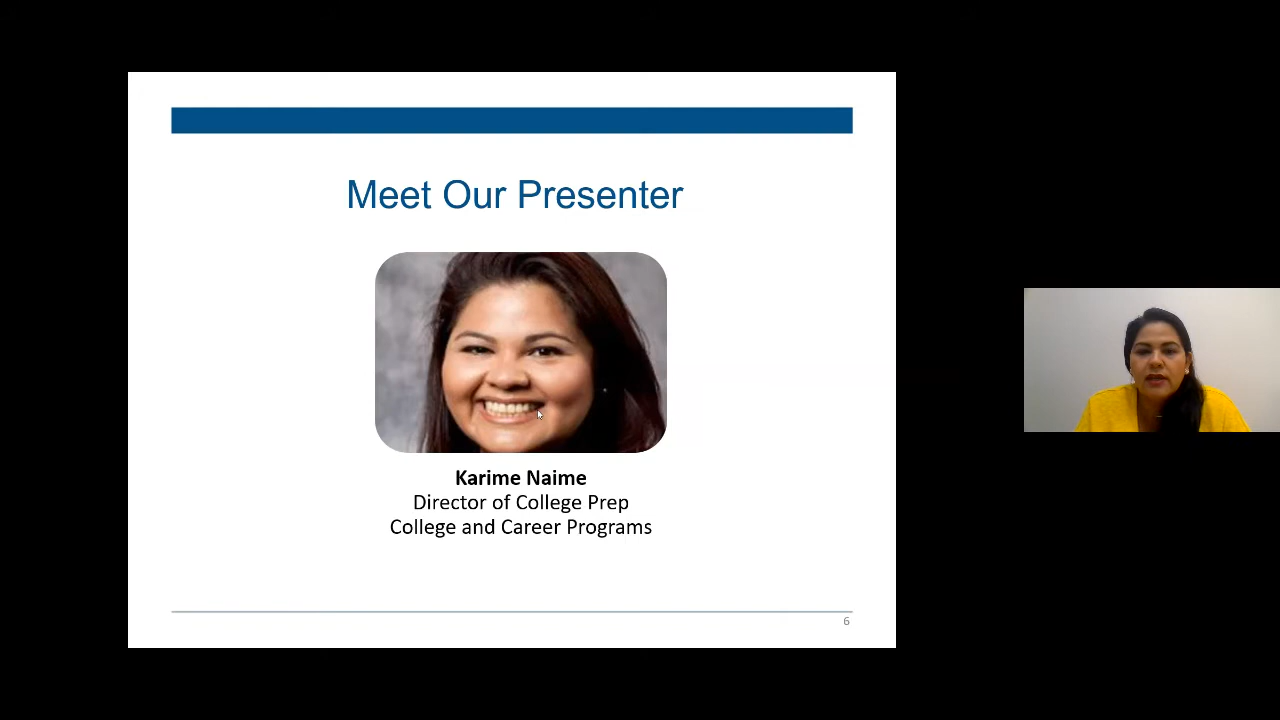 Meet Our Presenter
Karime Naime
Director of College Prep
College and Career Programs
6